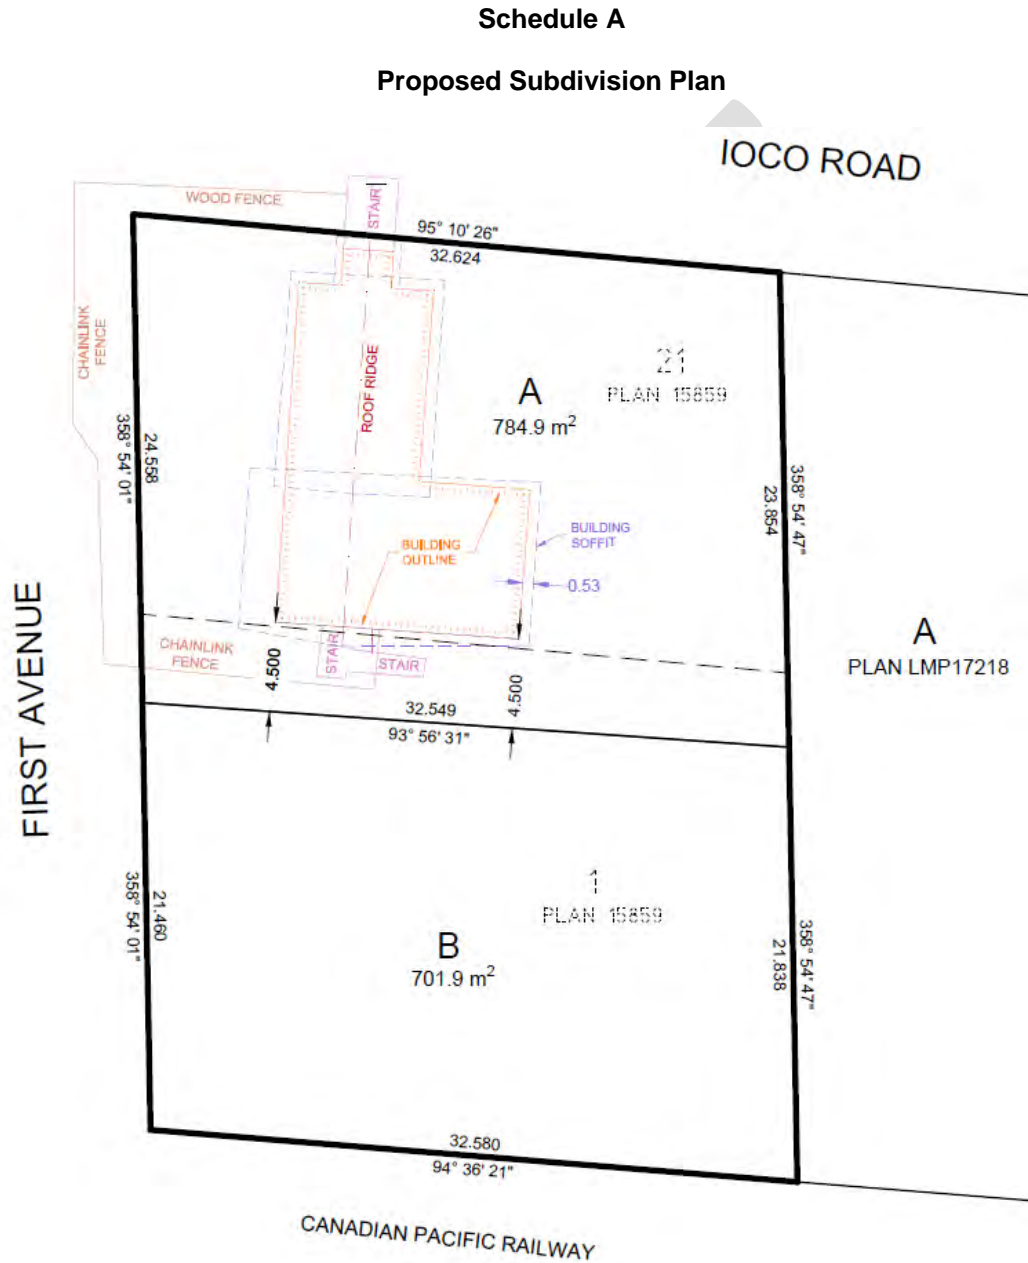 Schedule A
Proposed Subdivision Plan
IOCO ROAD
WOOD FENCE
STAIR
95° 10' 26"
32.624
CHAINLINK
FENCE
ROOF RIDGE
21
PLAN 15859
A
784.9 m²
358° 54' 01"
24.558
358° 54' 47"
23.854
BUILDING
OUTLINE
BUILDING
SOFFIT
0.53
FIRST AVENUE
CHAINLINK
FENCE
STAIR
STAIR
4.500
4.500
A
PLAN LMP17218
32.549
93° 56' 31"
1
PLAN 15859
358° 54' 01"
21.460
B
701.9 m²
358° 54' 47"
21.838
32.580
94° 36' 21"
CANADIAN PACIFIC RAILWAY